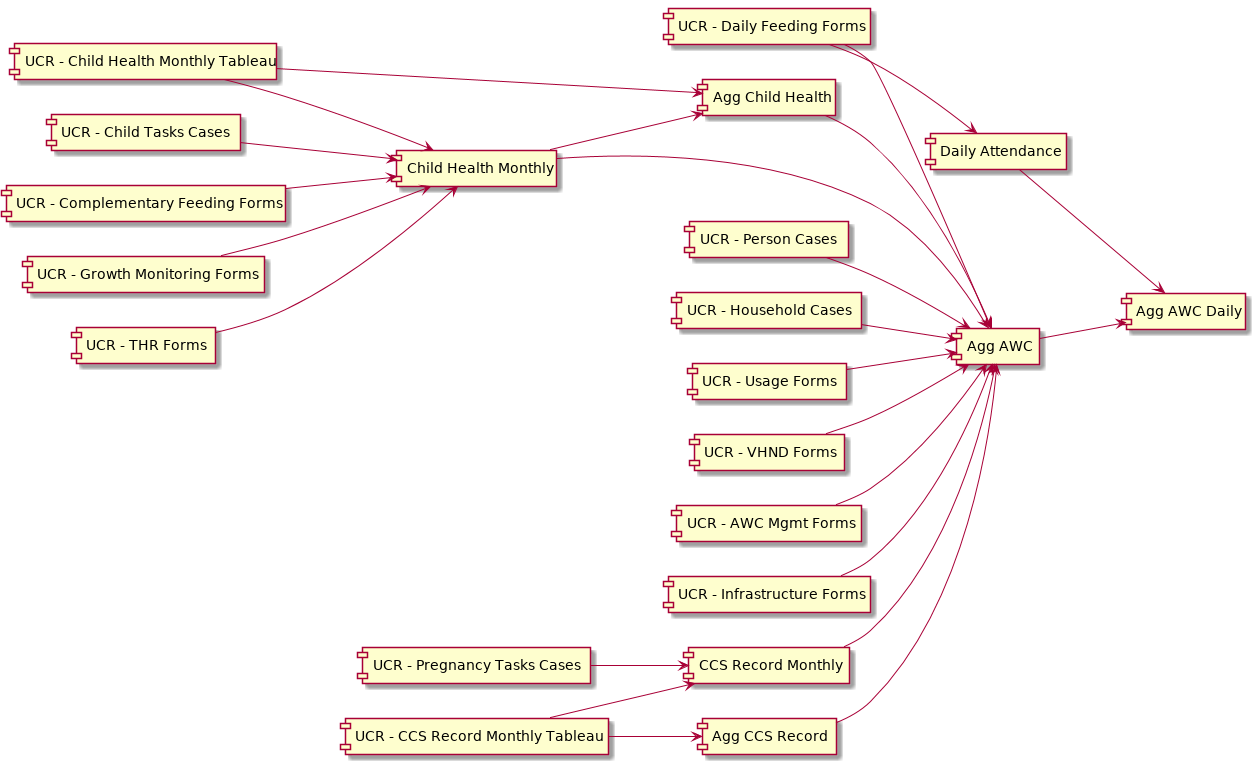 UCR - Daily Feeding Forms
UCR - Child Health Monthly Tableau
Agg Child Health
UCR - Child Tasks Cases
Daily Attendance
Child Health Monthly
UCR - Complementary Feeding Forms
UCR - Person Cases
UCR - Growth Monitoring Forms
UCR - Household Cases
Agg AWC Daily
UCR - THR Forms
Agg AWC
UCR - Usage Forms
UCR - VHND Forms
UCR - AWC Mgmt Forms
UCR - Infrastructure Forms
UCR - Pregnancy Tasks Cases
CCS Record Monthly
UCR - CCS Record Monthly Tableau
Agg CCS Record